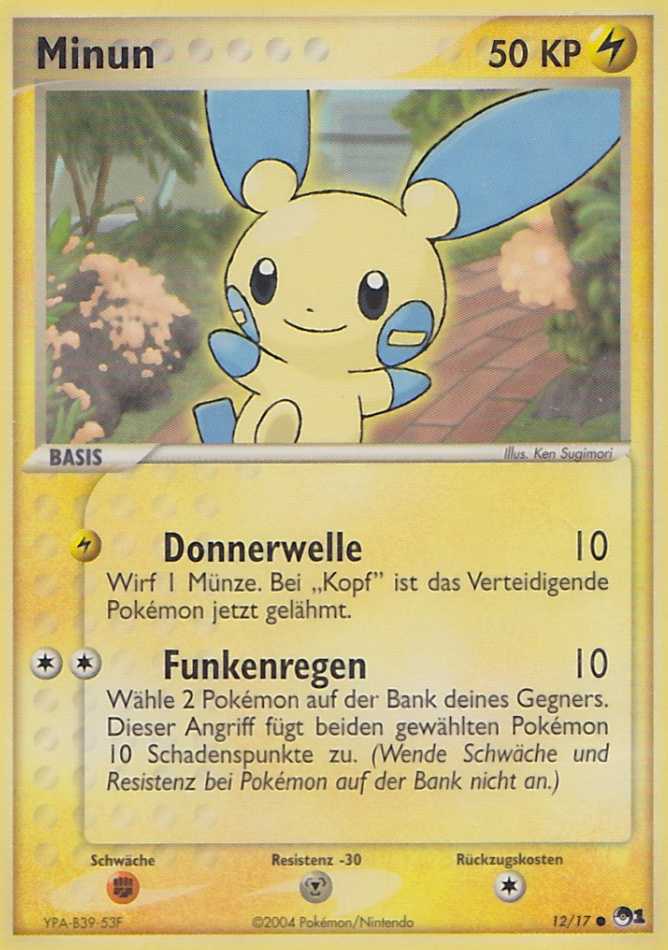 Minun 50 KP
BASIS
Illus. Ken Sugimori
Donnerwelle 10
Wirf 1 Münze. Bei „Kopf” ist das Verteidigende
Pokémon jetzt gelähmt.
Funkenregen 10
Wähle 2 Pokémon auf der Bank deines Gegners.
Dieser Angriff fügt beiden gewählten Pokémon
10 Schadenspunkte zu. (Wende Schwäche und
Resistenz bei Pokémon auf der Bank nicht an.)
Schwäche Resistenz -30 Rückzugskosten
YPA-B39-53F ©2004 Pokémon/Nintendo 12/17 ● 1